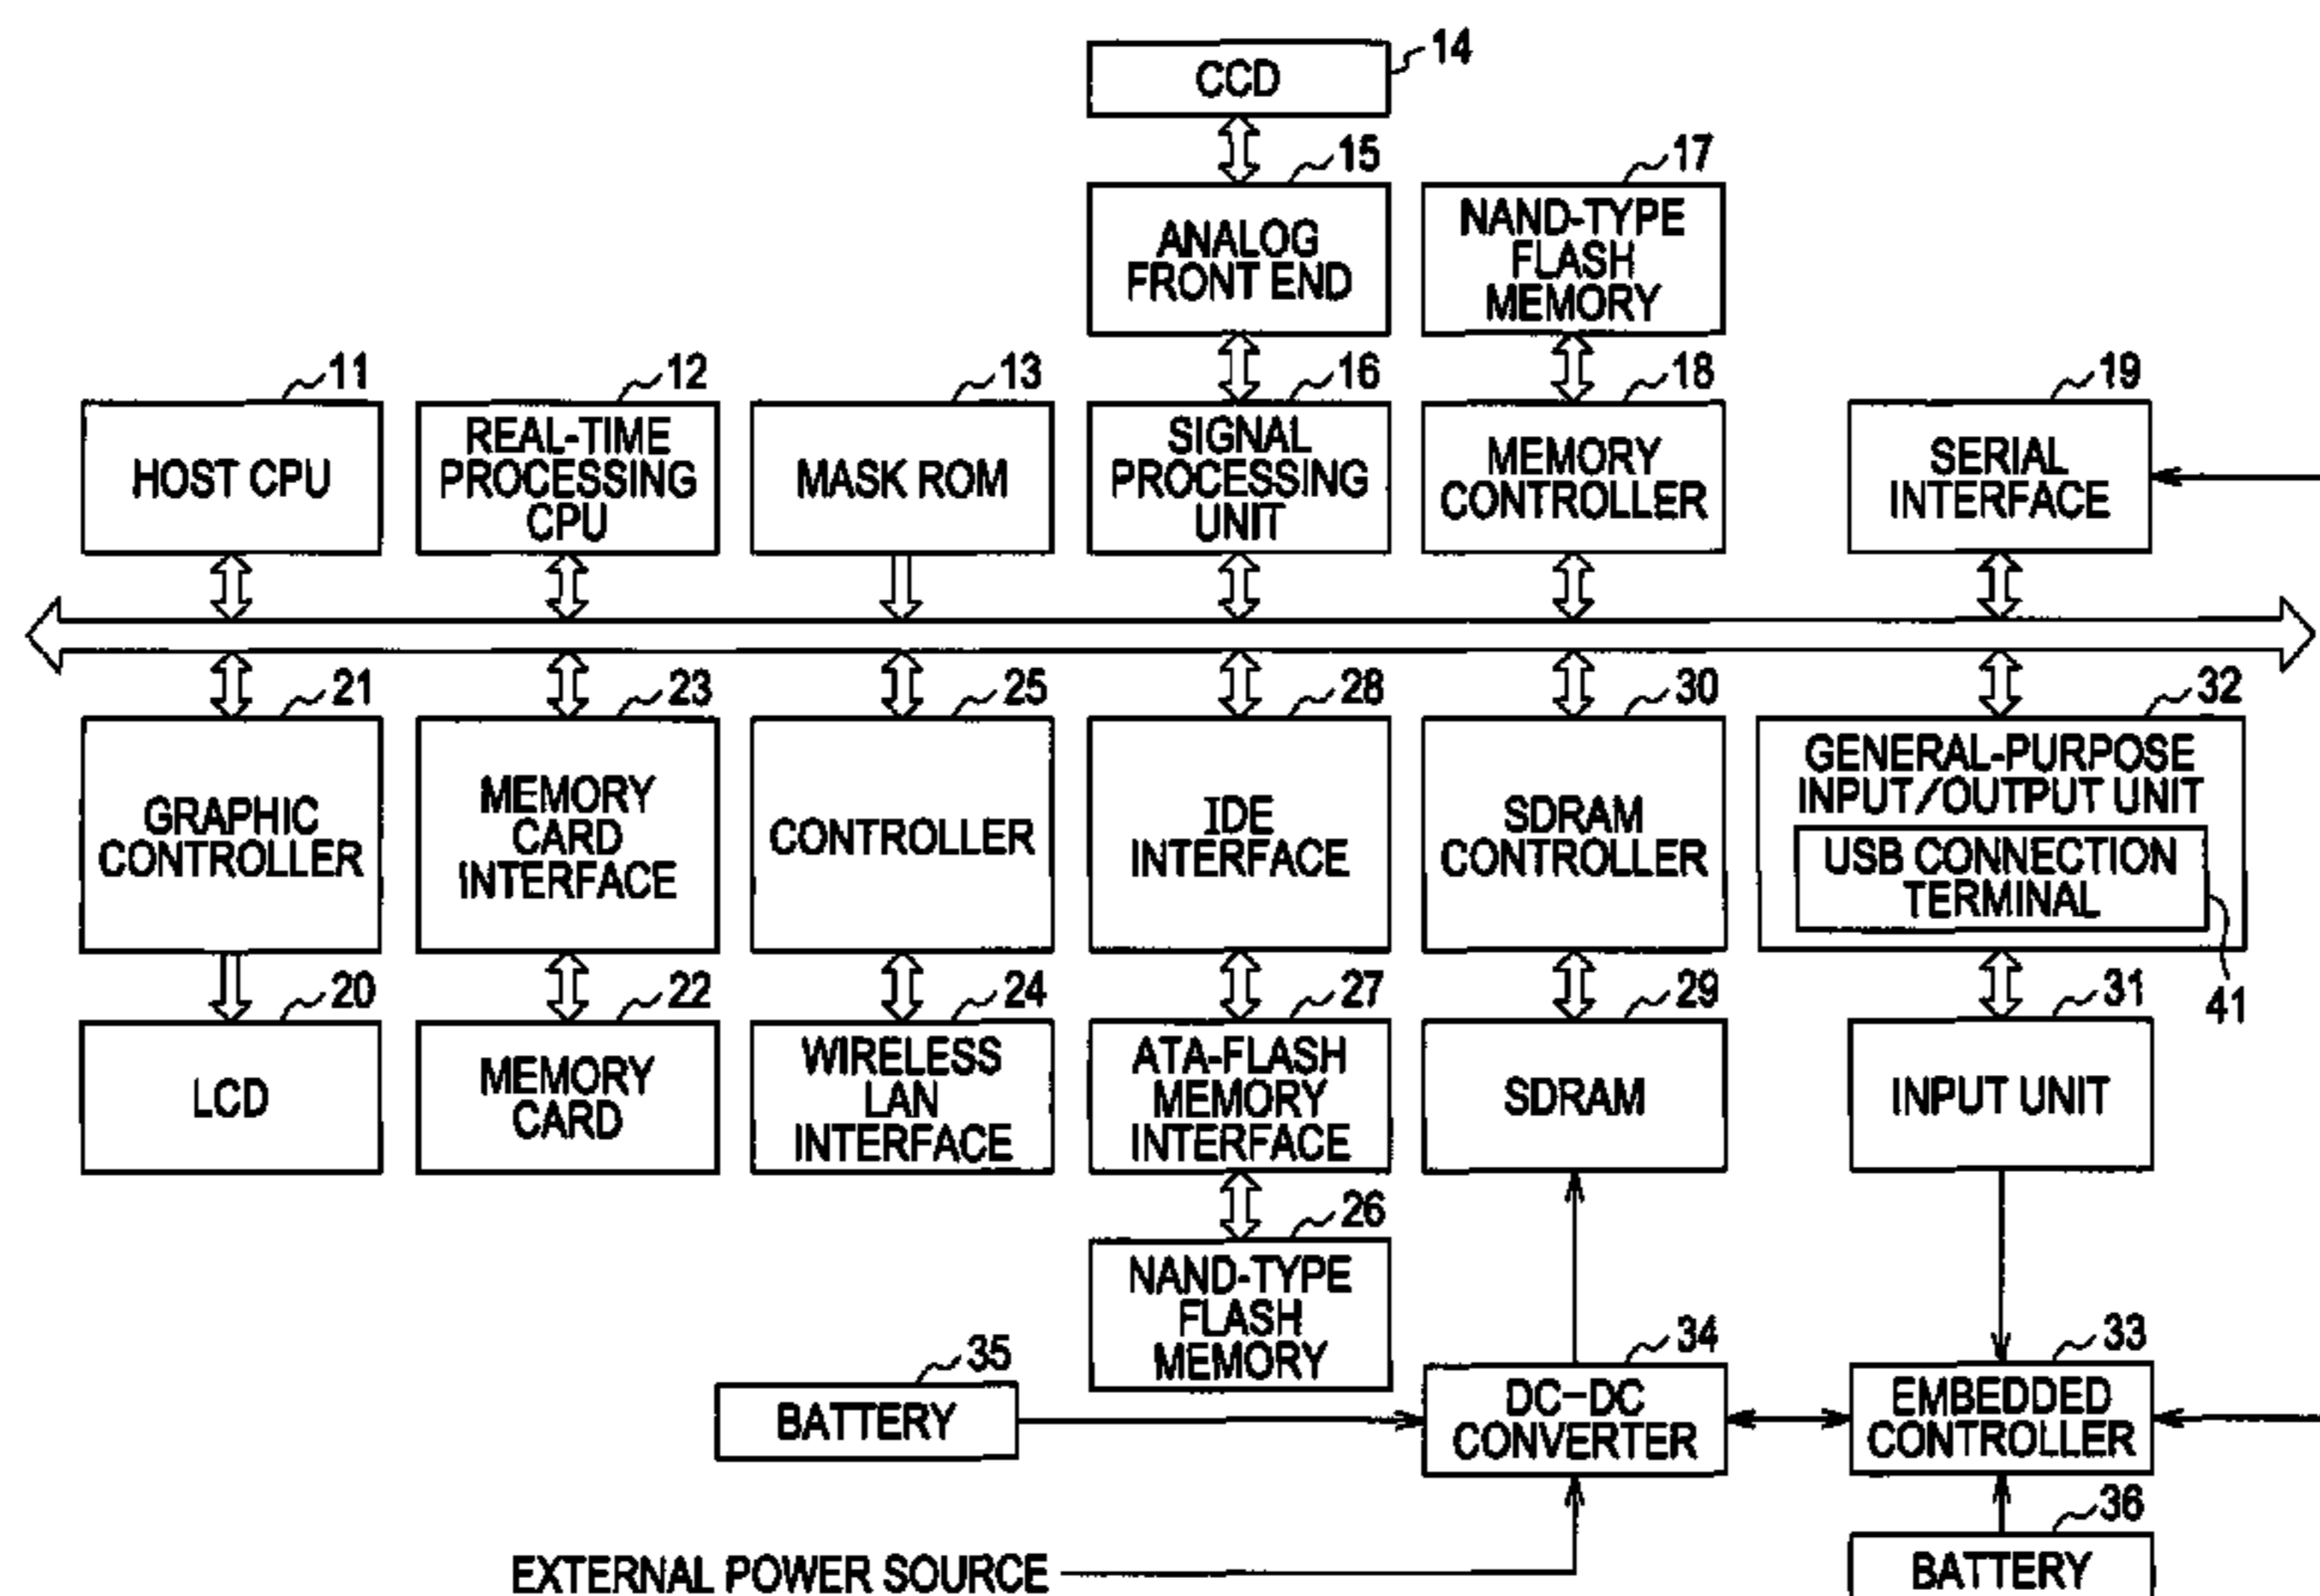 CCD
14
15
17
ANALOG
FRONT END
NAND-TYPE
FLASH
MEMORY
11
12
13
16
18
19
HOST CPU
REAL-TIME
PROCESSING
CPU
MASK ROM
SIGNAL
PROCESSING
UNIT
MEMORY
CONTROLLER
SERIAL
INTERFACE
21
23
25
28
30
32
GRAPHIC
CONTROLLER
MEMORY
CARD
INTERFACE
CONTROLLER
IDE
INTERFACE
SDRAM
CONTROLLER
GENERAL-PURPOSE
INPUT/OUTPUT UNIT
USB CONNECTION
TERMINAL
41
20
22
24
27
29
31
LCD
MEMORY
CARD
WIRELESS
LAN
INTERFACE
ATA-FLASH
MEMORY
INTERFACE
SDRAM
INPUT UNIT
26
NAND-TYPE
FLASH
MEMORY
35
34
33
BATTERY
DC-DC
CONVERTER
EMBEDDED
CONTROLLER
36
EXTERNAL POWER SOURCE
BATTERY